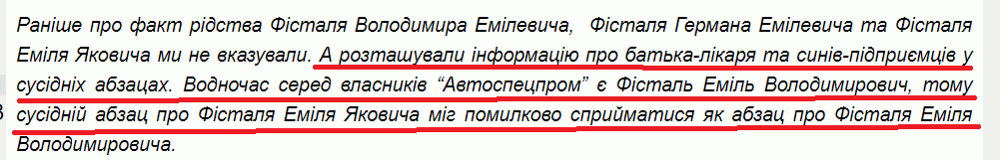 Раніше про факт рідства Фісталя Володимира Емілевича, Фісталя Германа Емілевича та Фісталя
Еміля Яковича ми не вказували. А розташували інформацію про батька-лікаря та синів-підприємців у
сусідніх абзацах. Водночас серед власників “Автоспецпром” є Фісталь Еміль Володимирович, тому
сусідній абзац про Фісталя Еміля Яковича міг помилково сприйматися як абзац про Фісталя Еміля
Володимировича.